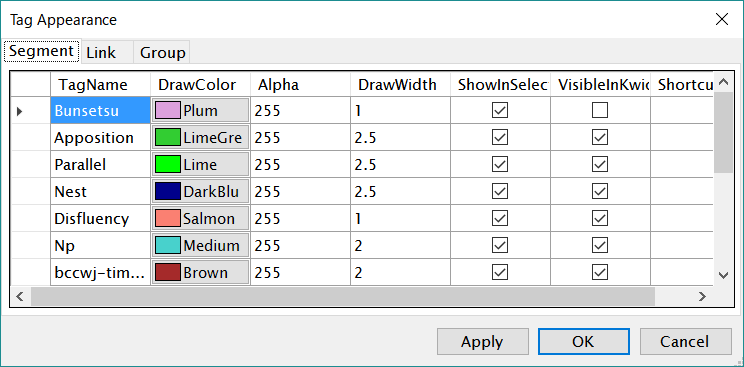 Tag Appearance
Segment Link Group
TagName DrawColor Alpha DrawWidth ShowInSelect VisibleInKwic Shortcu
Bunsetsu Plum 255 1
Apposition LimeGre 255 2.5
Parallel Lime 255 2.5
Nest DarkBlu 255 2.5
Disfluency Salmon 255 1
Np Medium 255 2
bccwj-tim... Brown 255 2
Apply OK Cancel